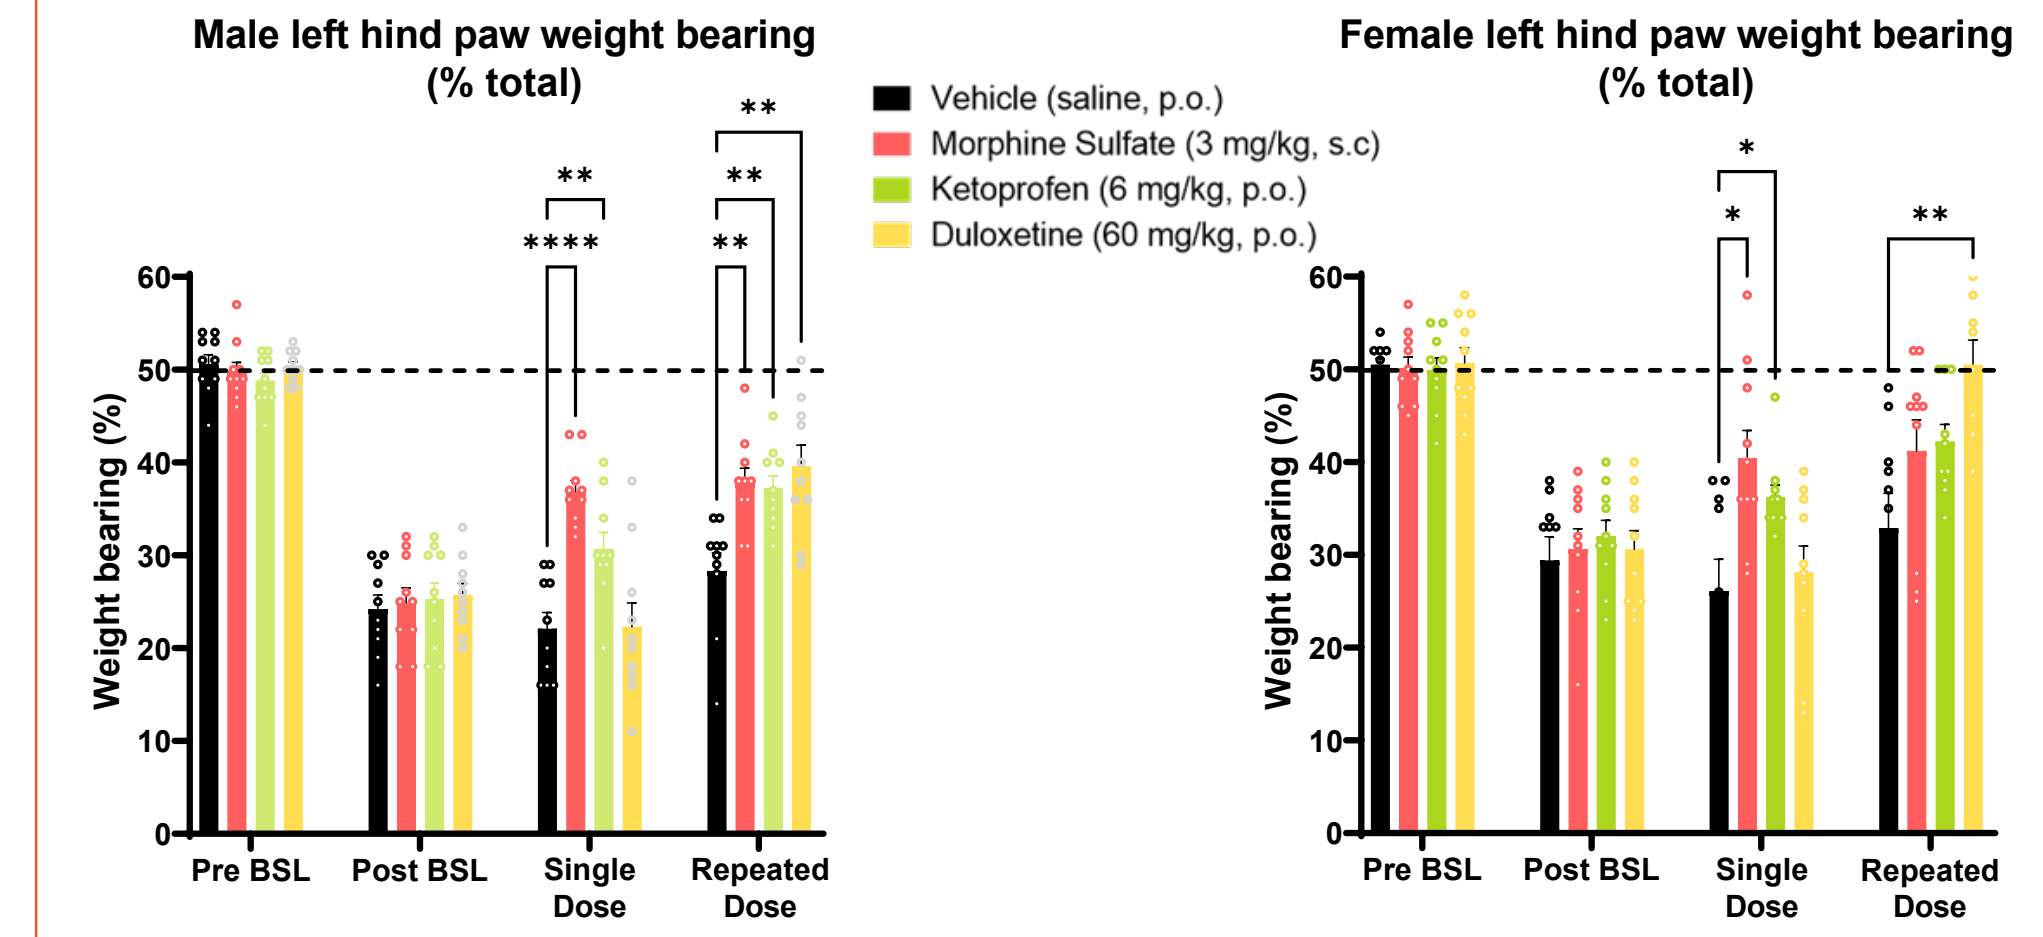 Male left hind paw weight bearing
(% total)
**
**
**
****
**
60
50
40
30
20
10
0
Weight bearing (%)
Pre BSL
Post BSL
Single
Dose
Repeated
Dose
Vehicle (saline, p.o.)
Morphine Sulfate (3 mg/kg, s.c)
Ketoprofen (6 mg/kg, p.o.)
Duloxetine (60 mg/kg, p.o.)
Female left hind paw weight bearing
(% total)
*
*
**
60
50
40
30
20
10
0
Weight bearing (%)
Pre BSL
Post BSL
Single
Dose
Repeated
Dose